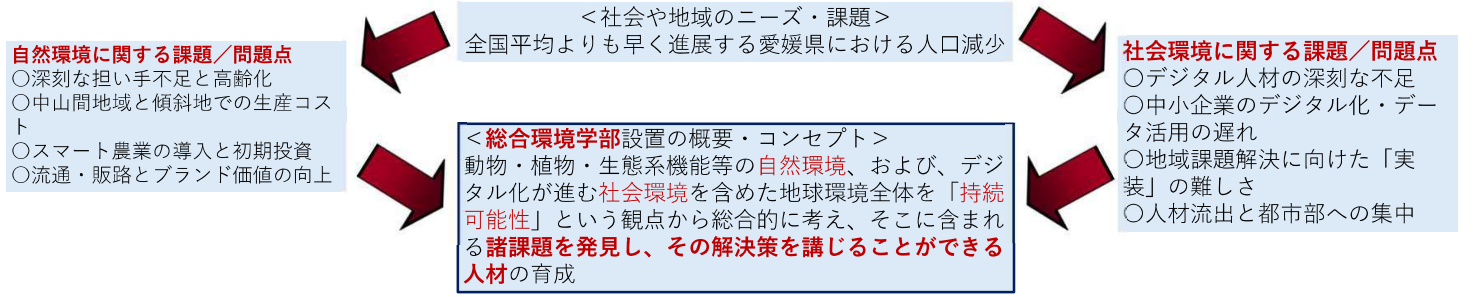 ＜社会や地域のニーズ・課題＞
全国平均よりも早く進展する愛媛県における人口減少
自然環境に関する課題／問題点
〇深刻な担い手不足と高齢化
〇中山間地域と傾斜地での生産コス
ト
〇スマート農業の導入と初期投資
〇流通・販路とブランド価値の向上
社会環境に関する課題／問題点
〇デジタル人材の深刻な不足
〇中小企業のデジタル化・デー
タ活用の遅れ
〇地域課題解決に向けた「実
装」の難しさ
〇人材流出と都市部への集中
＜総合環境学部設置の概要・コンセプト＞
動物・植物・生態系機能等の自然環境、および、デジ
タル化が進む社会環境を含めた地球環境全体を「持続
可能性」という観点から総合的に考え、そこに含まれ
る諸課題を発見し、その解決策を講じることができる
人材の育成